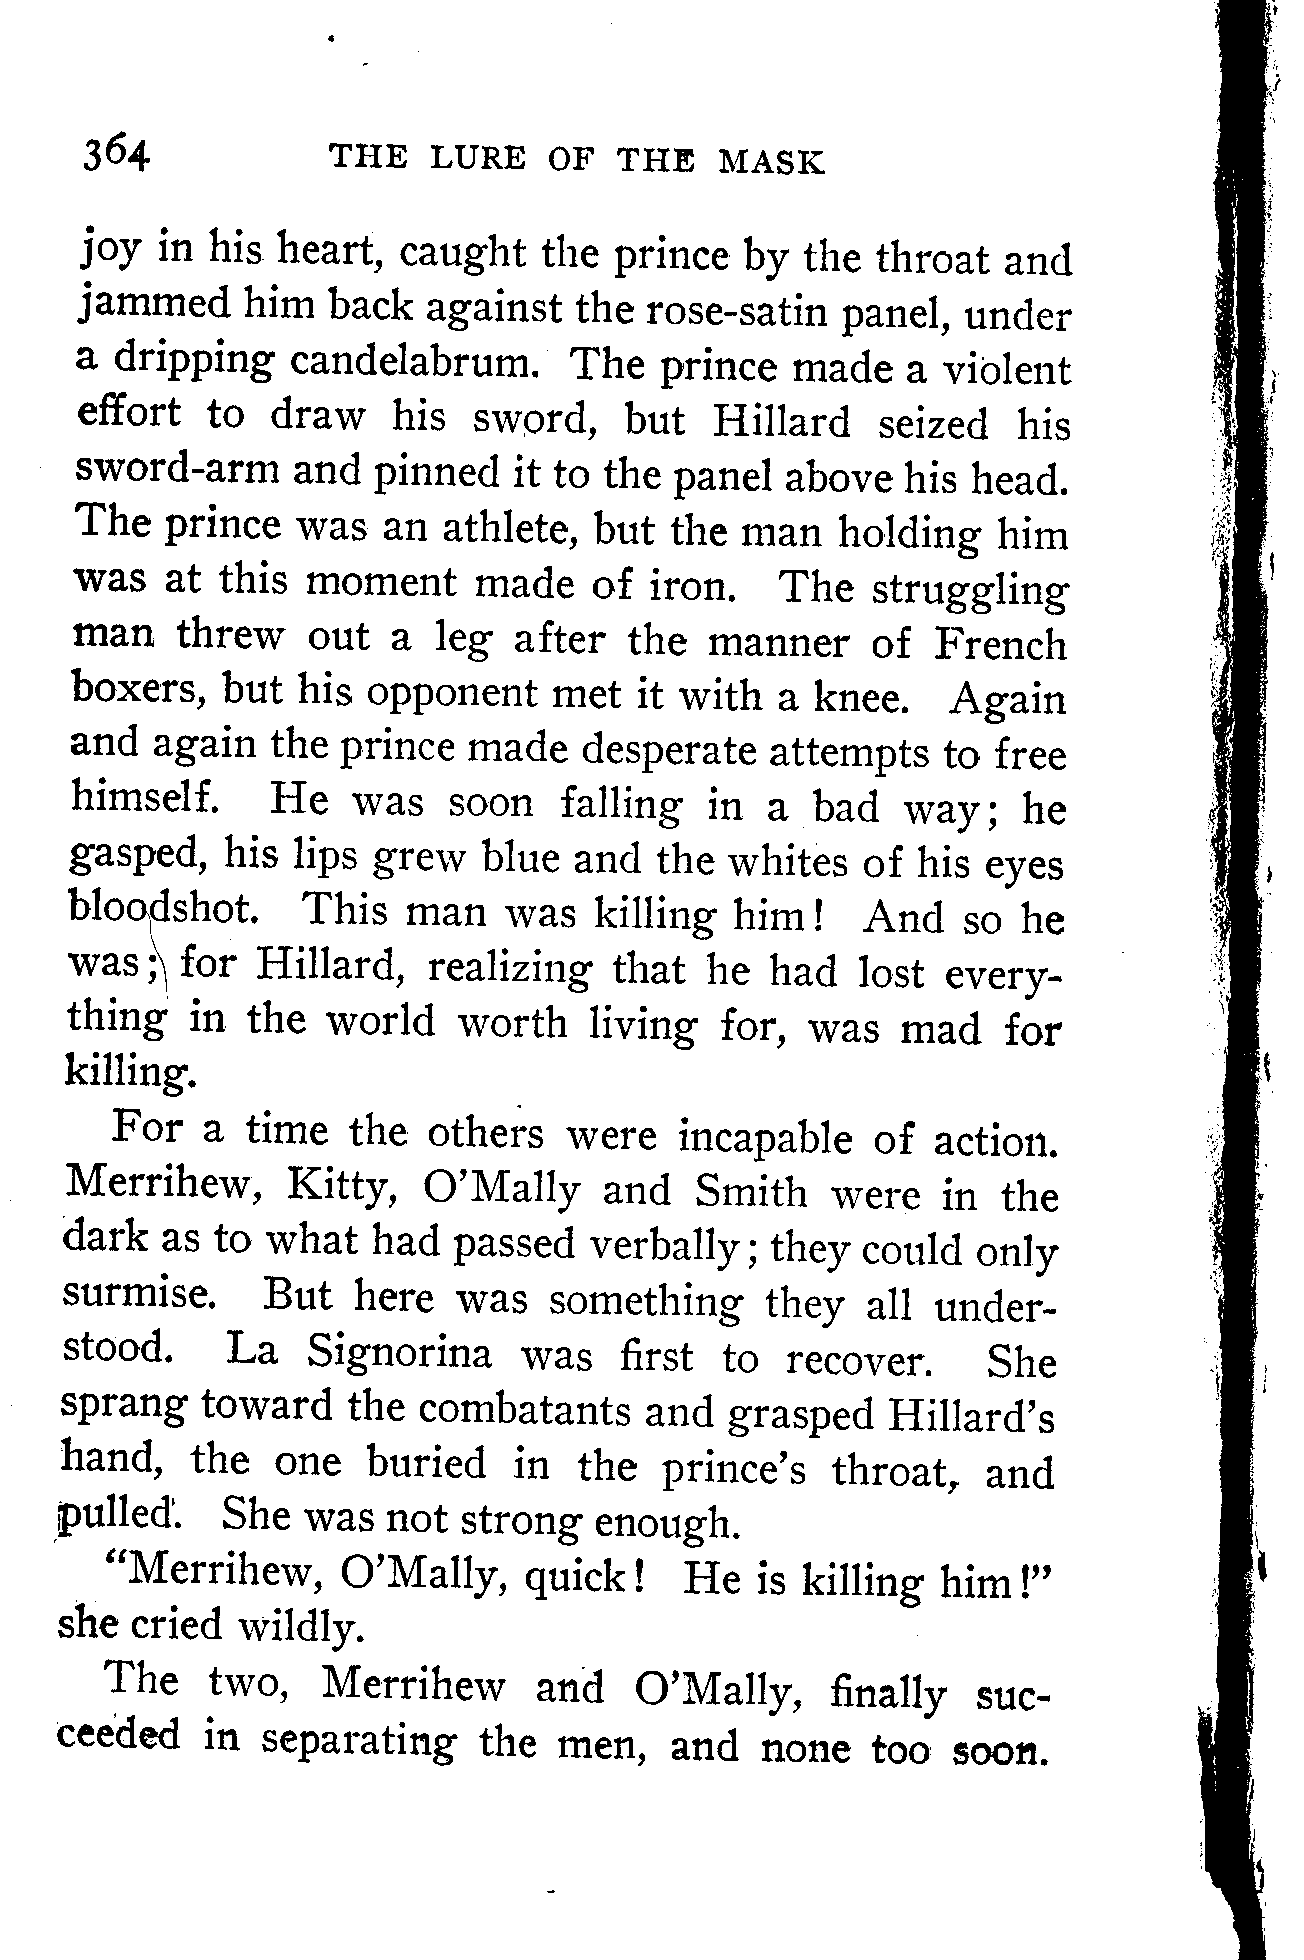 364 THE LURE OF THE MASK
joy in his heart, caught the prince by the throat and
jammed him back against the rose-satin panel, under
a dripping candelabrum. The prince made a violent
effort to draw his sword, but Hillard seized his
sword-arm and pinned it to the panel above his head.
The prince was an athlete, but the man holding him
was at this moment made of iron. The struggling
man threw out a leg after the manner of French
boxers, but his opponent met it with a knee. Again
and again the prince made desperate attempts to free
himself. He was soon falling in a bad way; he
gasped, his lips grew blue and the whites of his eyes
bloodshot. This man was killing him! And so he
was; for Hillard, realizing that he had lost every-
thing in the world worth living for, was mad for
killing.
For a time the others were incapable of action.
Merrihew, Kitty, O'Mally and Smith were in the
dark as to what had passed verbally; they could only
surmise. But here was something they all under-
stood. La Signorina was first to recover. She
sprang toward the combatants and grasped Hillard's
hand, the one buried in the prince's throat, and
pulled. She was not strong enough.
"Merrihew, O'Mally, quick! He is killing him!"
she cried wildly.
The two, Merrihew and O'Mally, finally suc-
ceeded in separating the men, and none too soon.